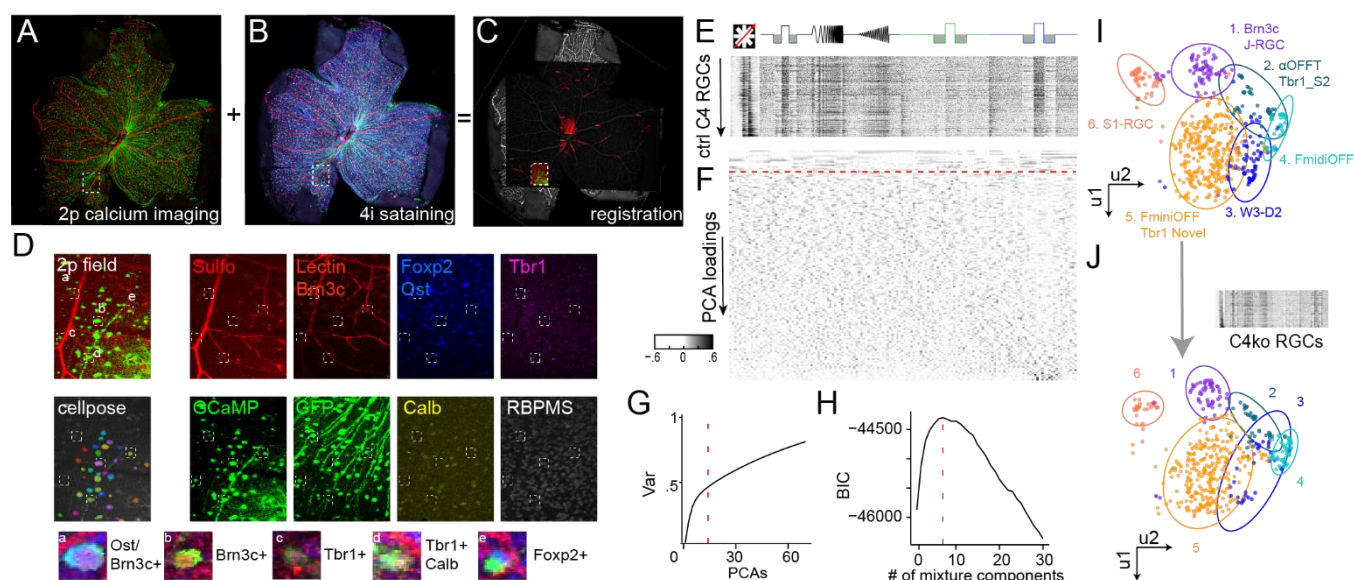 A
2p calcium imaging
+
B
4i sataining
=
C
registration
D
2p field
a
b
c
d
e
Sulfo
Lectin
Brn3c
Foxp2
Ost
Tbr1
cellpose
GCaMP
GFP
Calb
RBPMS
a
Ost/
Brn3c+
b
Brn3c+
c
Tbr1+
d
Tbr1+
Calb
e
Foxp2+
E
ctrl C4 RGCs
F
PCA loadings
-.6 0 .6
G
Var
1
.5
0
0 30 60
PCAs
H
BIC
-44500
-46000
0 10 20 30
# of mixture components
I
1. Brn3c
J-RGC
2. αOFFT
Tbr1_S2
6. S1-RGC
4. FmidiOFF
3. W3-D2
5. FminiOFF
Tbr1 Novel
u2
u1
J
C4ko RGCs
6
1
2
3
4
5
u2
u1